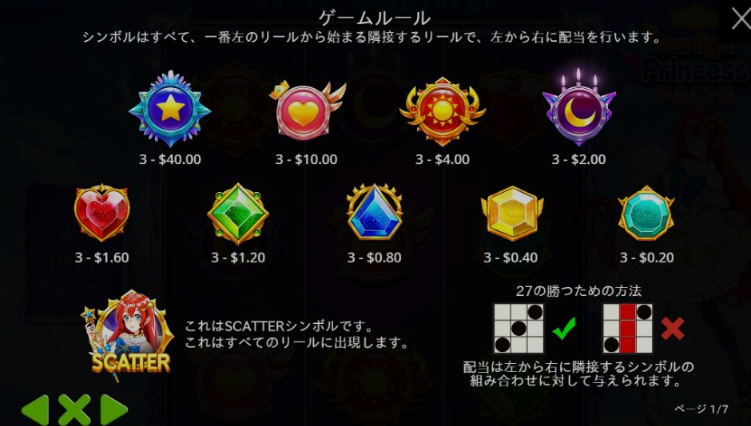 ゲームルール
シンボルはすべて、一番左のリールから始まる隣接するリールで、左から右に配当を行います。
3 - $40.00
3 - $10.00
3 - $4.00
3 - $2.00
3 - $1.60
3 - $1.20
3 - $0.80
3 - $0.40
3 - $0.20
SCATTER
これはSCATTERシンボルです。
これはすべてのリールに出現します。
27の勝つための方法
配当は左から右に隣接するシンボルの
組み合わせに対して与えられます。
ページ 1/7
Princess